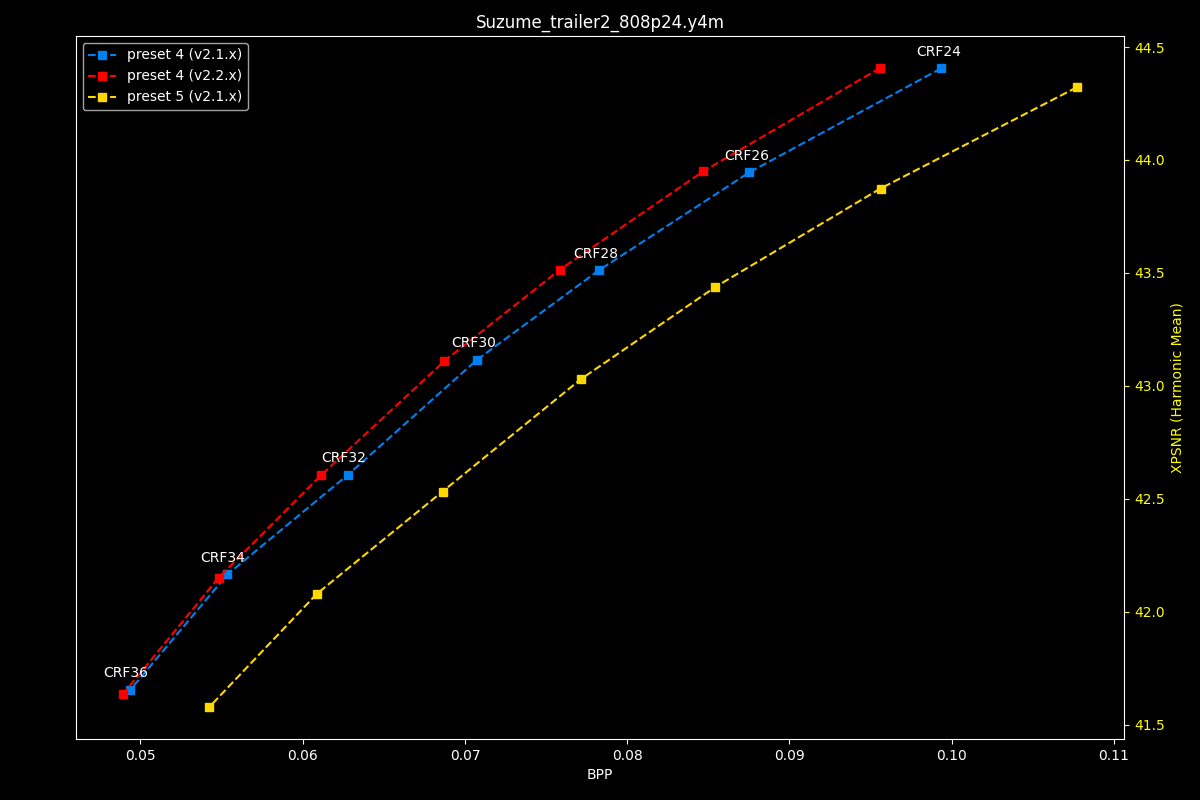 Suzume_trailer2_808p24.y4m
preset 4 (v2.1.x)
preset 4 (v2.2.x)
preset 5 (v2.1.x)
CRF24
CRF26
CRF28
CRF30
CRF32
CRF34
CRF36
44.5
44.0
43.5
43.0
42.5
42.0
41.5
XPSNR (Harmonic Mean)
0.05 0.06 0.07 0.08 0.09 0.10 0.11
BPP